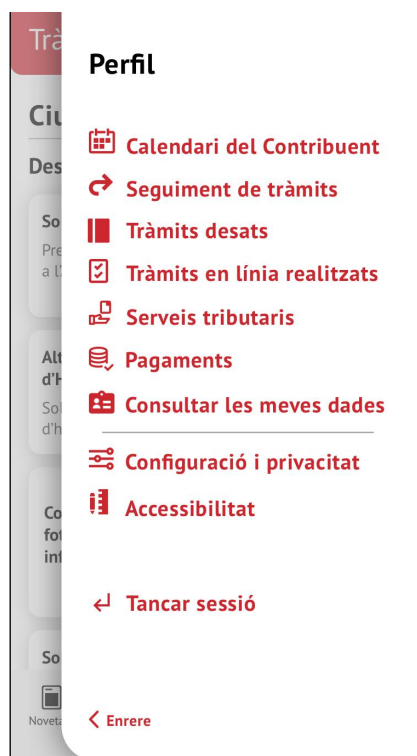 Perfil
Calendari del Contribuent
Seguiment de tràmits
Tràmits desats
Tràmits en línia realitzats
Serveis tributaris
Pagaments
Consultar les meves dades
Configuració i privacitat
Accessibilitat
Tancar sessió
Enrere